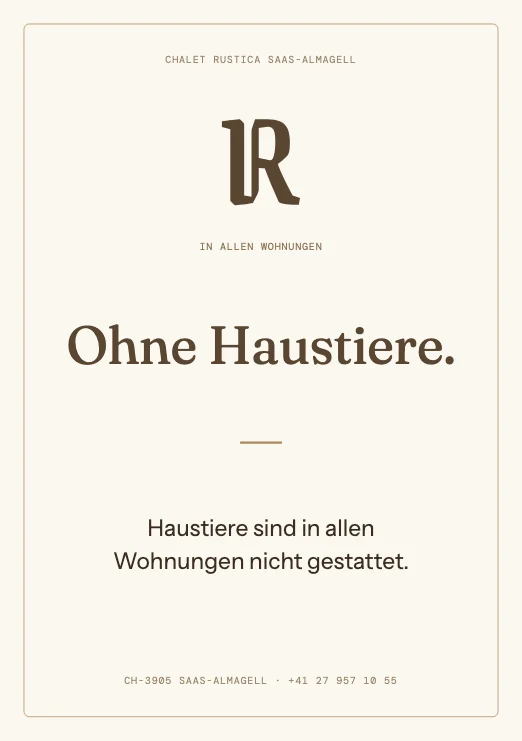 CHALET RUSTICA SAAS-ALMAGELL
R
IN ALLEN WOHNUNGEN
Ohne Haustiere.
Haustiere sind in allen
Wohnungen nicht gestattet.
CH-3905 SAAS-ALMAGELL · +41 27 957 10 55